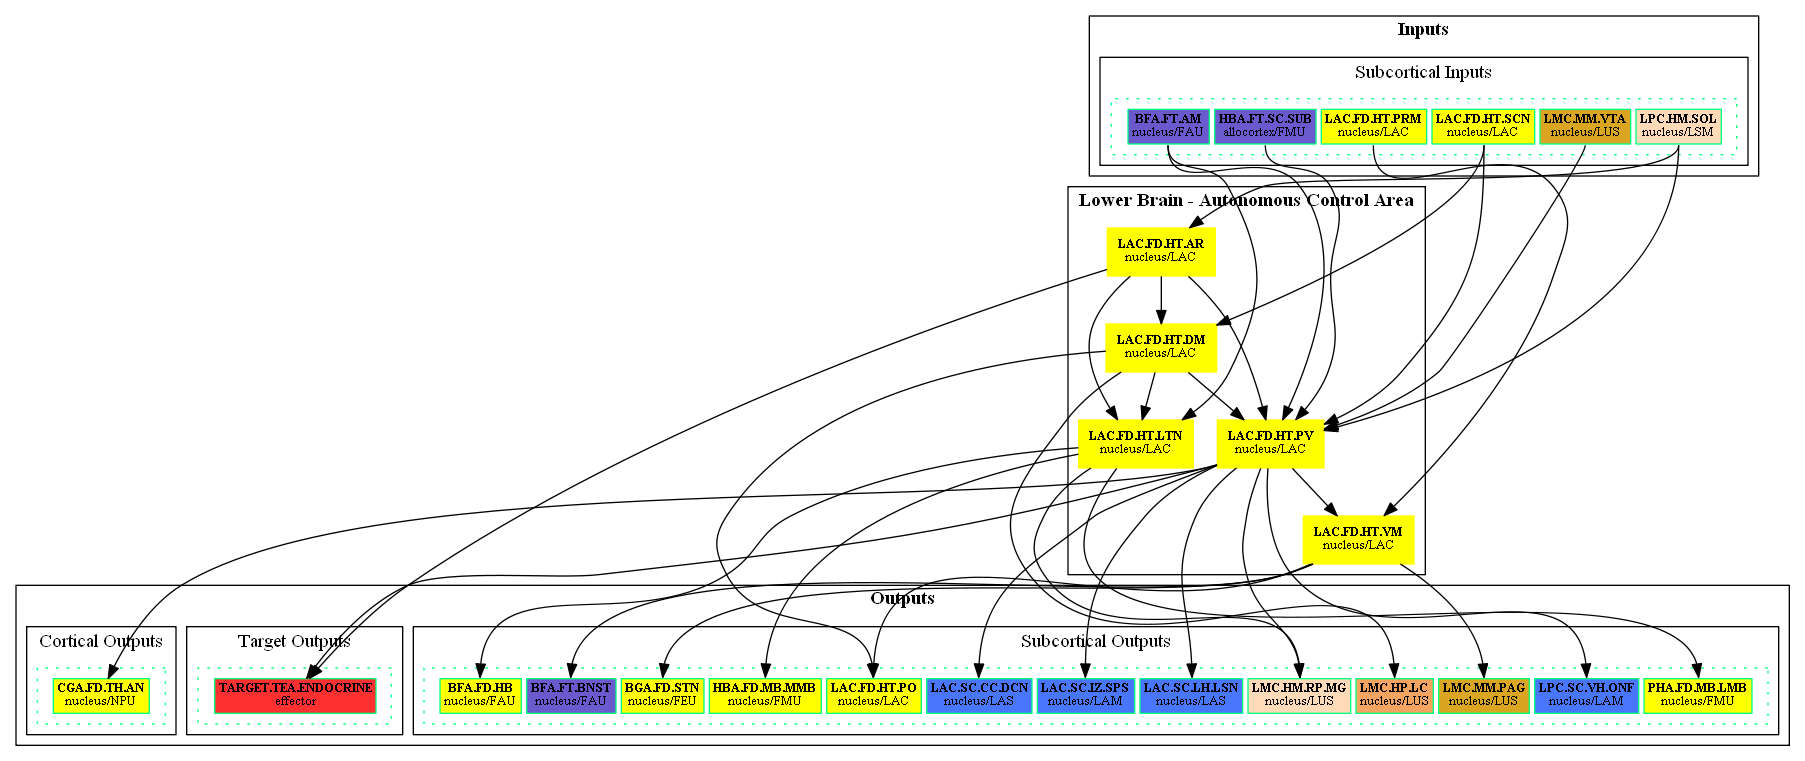 Inputs
Subcortical Inputs
BFA.FT.AM
nucleus/FAU
HBA.FT.SC.SUB
allocortex/FMU
LAC.FD.HT.PRM
nucleus/LAC
LAC.FD.HT.SCN
nucleus/LAC
LMC.MM.VTA
nucleus/LUS
LPC.HM.SOL
nucleus/LSM
Lower Brain - Autonomous Control Area
LAC.FD.HT.AR
nucleus/LAC
LAC.FD.HT.DM
nucleus/LAC
LAC.FD.HT.LTN
nucleus/LAC
LAC.FD.HT.PV
nucleus/LAC
LAC.FD.HT.VM
nucleus/LAC
Outputs
Cortical Outputs
CGA.FD.TH.AN
nucleus/NPU
Target Outputs
TARGET.TEA.ENDOCRINE
effector
Subcortical Outputs
BFA.FD.HB
nucleus/FAU
BFA.FT.BNST
nucleus/FAU
BGA.FD.STN
nucleus/FEU
HBA.FD.MB.MMB
nucleus/FMU
LAC.FD.HT.PO
nucleus/LAC
LAC.SC.CC.DCN
nucleus/LAS
LAC.SC.IZ.SPS
nucleus/LAM
LAC.SC.LH.LSN
nucleus/LAS
LMC.HM.RP.MG
nucleus/LUS
LMC.HP.LC
nucleus/LUS
LMC.MM.PAG
nucleus/LUS
LPC.SC.VH.ONF
nucleus/LAM
PHA.FD.MB.LMB
nucleus/FMU